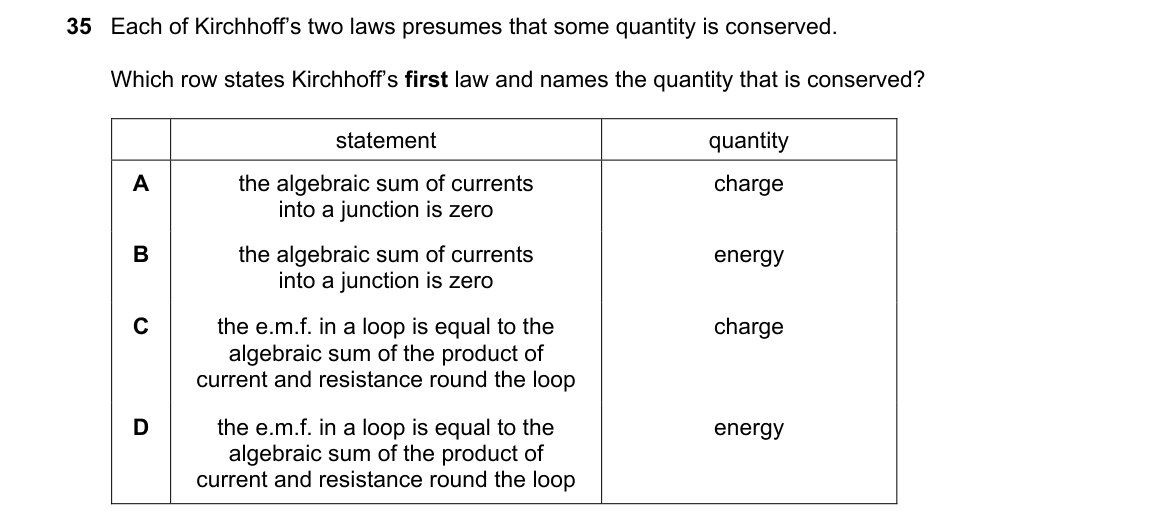 35 Each of Kirchhoff's two laws presumes that some quantity is conserved.
Which row states Kirchhoff's first law and names the quantity that is conserved?
statement quantity
A the algebraic sum of currents charge
into a junction is zero
B the algebraic sum of currents energy
into a junction is zero
C the e.m.f. in a loop is equal to the charge
algebraic sum of the product of
current and resistance round the loop
D the e.m.f. in a loop is equal to the energy
algebraic sum of the product of
current and resistance round the loop